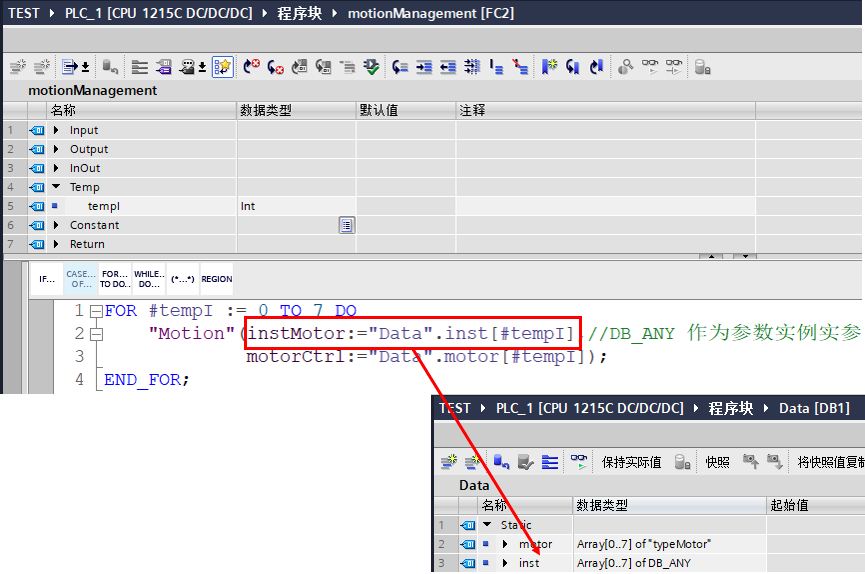 TEST PLC_1 [CPU 1215C DC/DC/DC] 程序块 motionManagement [FC2]
motionManagement
名称 数据类型 默认值 注释
1 Input
2 Output
3 InOut
4 Temp
5 tempI Int
6 Constant
7 Return
IF... CASE... OF... FOR... TO DO.. WHILE.. DO... (*...*) REGION
1 FOR #tempI := 0 TO 7 DO
2 "Motion"(instMotor:="Data".inst[#tempI],//DB_ANY 作为参数实例实参
3 motorCtrl:="Data".motor[#tempI]);
4 END_FOR;
TEST PLC_1 [CPU 1215C DC/DC/DC] 程序块 Data [DB1]
保持实际值 快照 将快照值复制
Data
名称 数据类型 起始值
1 Static
2 motor Array[0..7] of "typeMotor"
3 inst Array[0..7] of DB_ANY